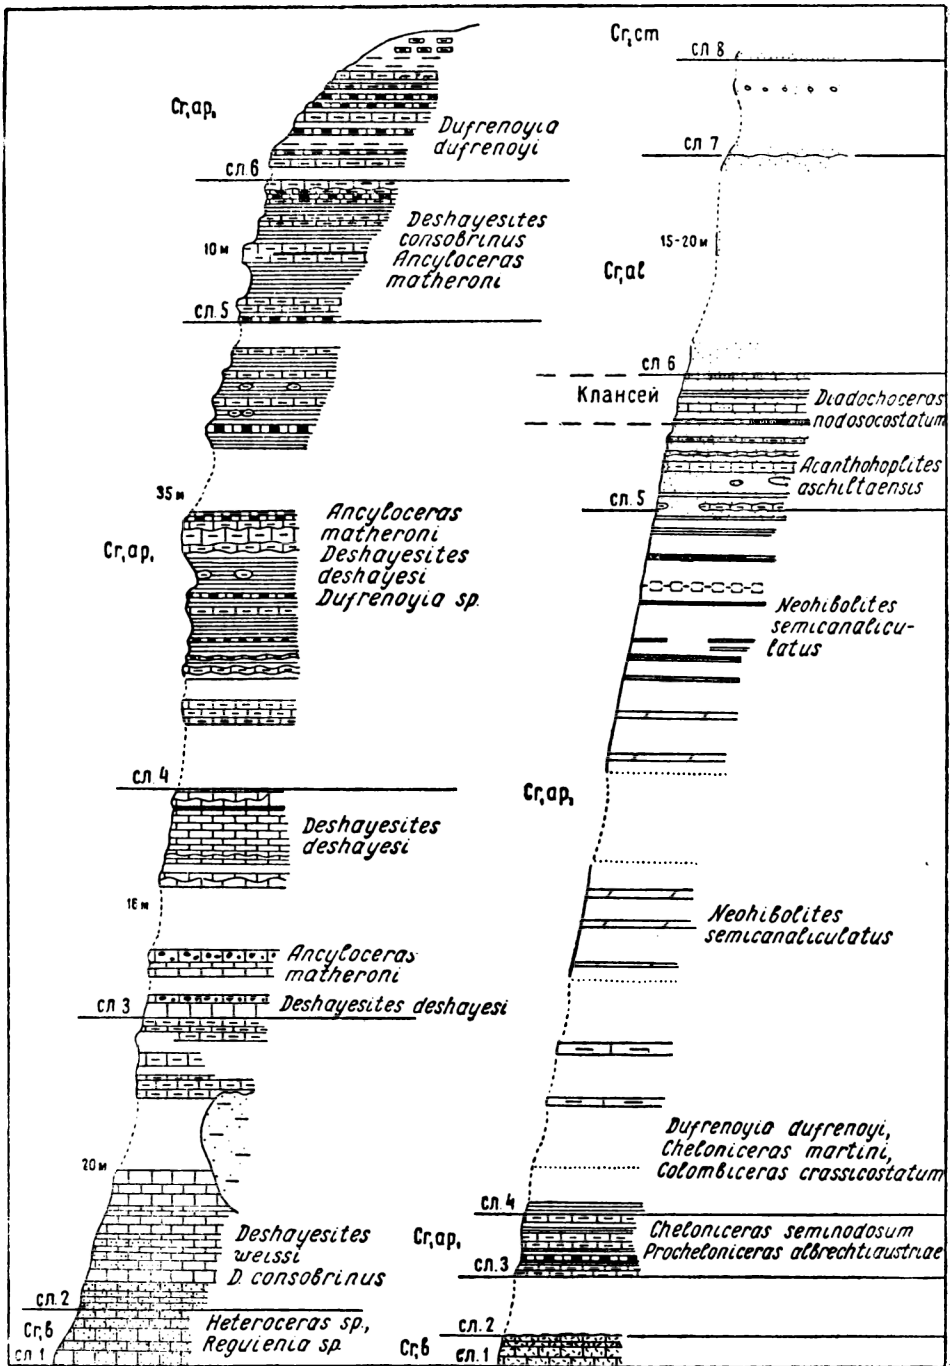 Cr₁ap₂
Dufrenoyia
dufrenoyi
сл. 6
Deshayesites
consobrinus
Ancyloceras
matheroni
10 м
сл. 5
35 м
Cr₁ap₁
Ancyloceras
matheroni
Deshayesites
deshayesi
Dufrenoyia sp.
сл. 4
Deshayesites
deshayesi
16 м
Ancyloceras
matheroni
Deshayesites deshayesi
сл 3
20 м
Deshayesites
weissi
D. consobrinus
сл. 2
Cr₁b
Heteroceras sp.,
Requienia sp.
сл 1
Cr₂cm
сл 8
сл 7
15-20 м
Cr₁al
сл 6
Клансей
Diadochoceras
nodosocostatum
Acanthohoplites
aschiltaensis
сл. 5
Neohibolites
semicanalicu-
latus
Cr₁ap₂
Neohibolites
semicanaliculatus
Dufrenoyia dufrenoyi,
Cheloniceras martini,
Colombiceras crassicostatum
сл. 4
Cr₁ap₁
Cheloniceras seminodosum
Procheloniceras albrechtiaustriae
сл. 3
сл. 2
Cr₁b
сл. 1